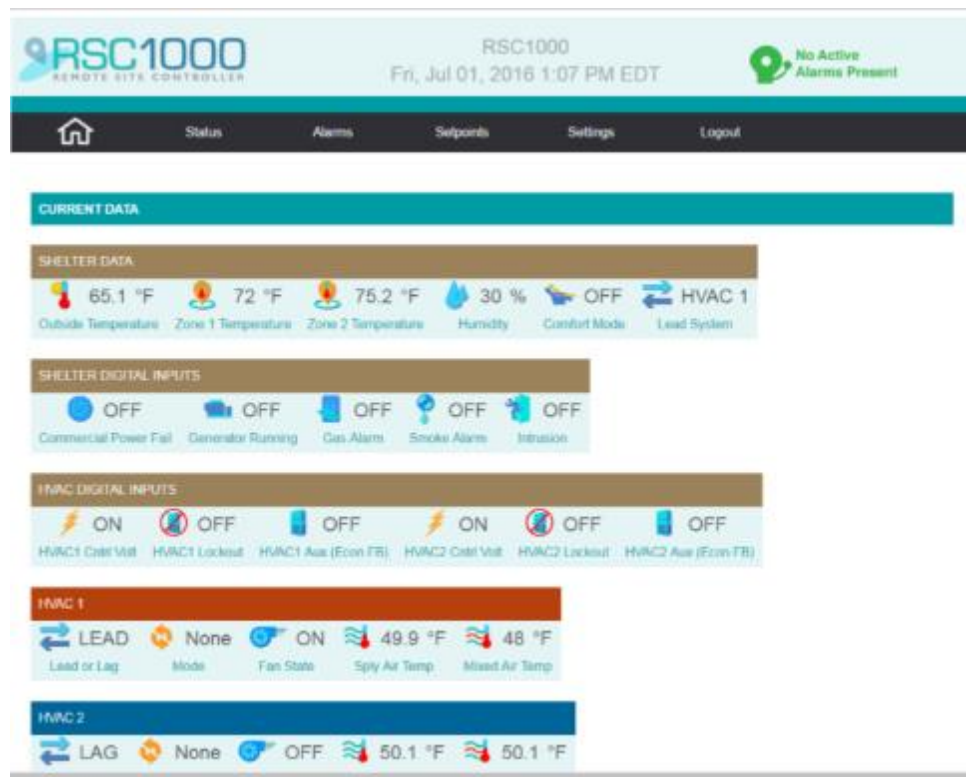 RSC1000
RSC1000
REMOTE SITE CONTROLLER
Fri, Jul 01, 2016 1:07 PM EDT
No Active
Alarms Present
Status Alarms Setpoints Settings Logout
CURRENT DATA
SHELTER DATA
65.1 °F 72 °F 75.2 °F 30 % OFF HVAC 1
Outside Temperature Zone 1 Temperature Zone 2 Temperature Humidity Comfort Mode Lead System
SHELTER DIGITAL INPUTS
OFF OFF OFF OFF OFF
Commercial Power Fail Generator Running Gas Alarm Smoke Alarm Intrusion
HVAC DIGITAL INPUTS
ON OFF OFF ON OFF OFF
HVAC1 Cntrl Volt HVAC1 Lockout HVAC1 Aux (Econ FB) HVAC2 Cntrl Volt HVAC2 Lockout HVAC2 Aux (Econ FB)
HVAC 1
LEAD None ON 49.9 °F 48 °F
Lead or Lag Mode Fan State Sply Air Temp Mixed Air Temp
HVAC 2
LAG None OFF 50.1 °F 50.1 °F